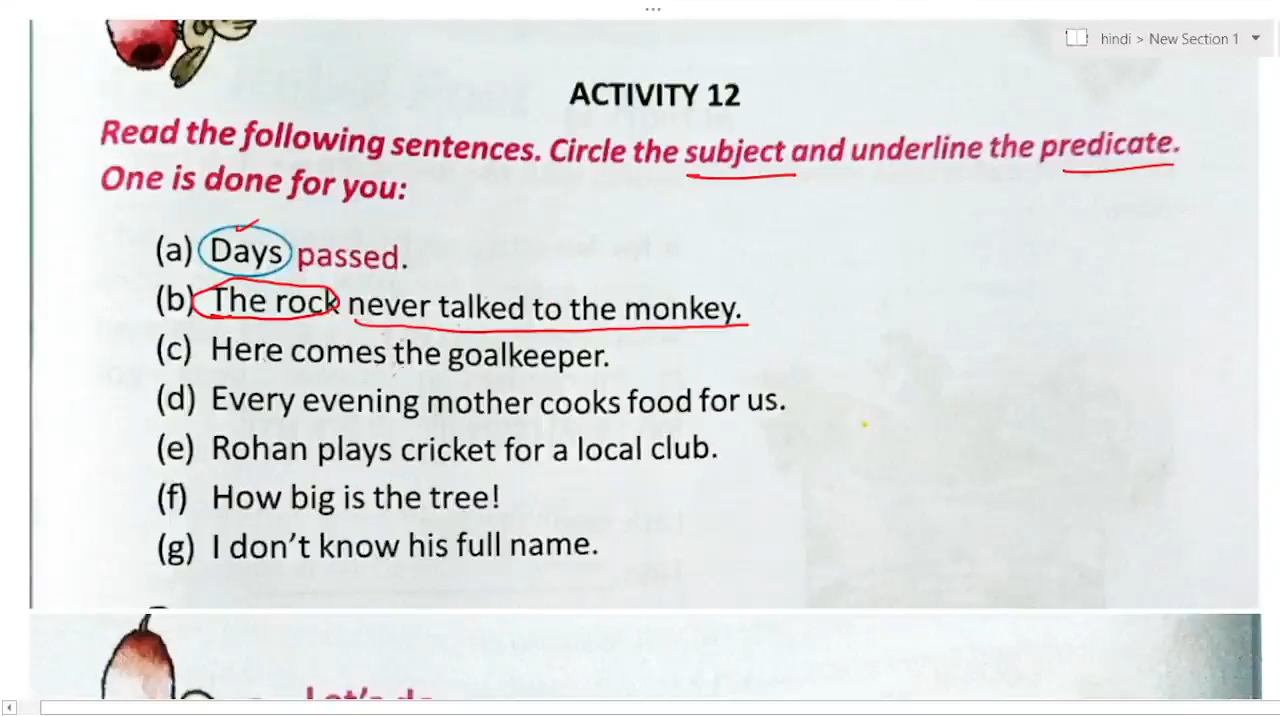 ...
hindi > New Section 1
ACTIVITY 12
Read the following sentences. Circle the subject and underline the predicate.
One is done for you:
(a) Days passed.
(b) The rock never talked to the monkey.
(c) Here comes the goalkeeper.
(d) Every evening mother cooks food for us.
(e) Rohan plays cricket for a local club.
(f) How big is the tree!
(g) I don't know his full name.
Let's do